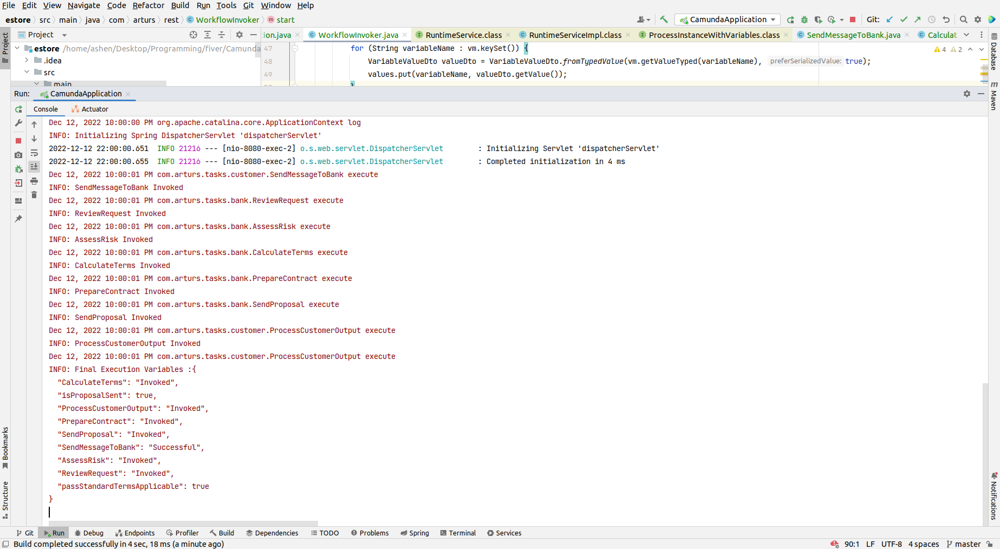 File Edit View Navigate Code Refactor Build Run Tools Git Window Help
estore src main java com arturs rest WorkflowInvoker start
CamundaApplication Git:
Project
tion.java WorkflowInvoker.java RuntimeService.class RuntimeServiceImpl.class ProcessInstanceWithVariables.class SendMessageToBank.java Calculat
Project
estore /home/ashen/Desktop/Programming/fiver/Camunda
.idea
src
main
47 for (String variableName : vm.keySet()) {
48 VariableValueDto valueDto = VariableValueDto.fromTypedValue(vm.getValueTyped(variableName), preferSerializedValue: true);
49 values.put(variableName, valueDto.getValue());
4 2
Database
Maven
Run: CamundaApplication
Console Actuator
Dec 12, 2022 10:00:00 PM org.apache.catalina.core.ApplicationContext log
INFO: Initializing Spring DispatcherServlet 'dispatcherServlet'
2022-12-12 22:00:00.651 INFO 21216 --- [nio-8080-exec-2] o.s.web.servlet.DispatcherServlet : Initializing Servlet 'dispatcherServlet'
2022-12-12 22:00:00.655 INFO 21216 --- [nio-8080-exec-2] o.s.web.servlet.DispatcherServlet : Completed initialization in 4 ms
Dec 12, 2022 10:00:01 PM com.arturs.tasks.customer.SendMessageToBank execute
INFO: SendMessageToBank Invoked
Dec 12, 2022 10:00:01 PM com.arturs.tasks.bank.ReviewRequest execute
INFO: ReviewRequest Invoked
Dec 12, 2022 10:00:01 PM com.arturs.tasks.bank.AssessRisk execute
INFO: AssessRisk Invoked
Dec 12, 2022 10:00:01 PM com.arturs.tasks.bank.CalculateTerms execute
INFO: CalculateTerms Invoked
Dec 12, 2022 10:00:01 PM com.arturs.tasks.bank.PrepareContract execute
INFO: PrepareContract Invoked
Dec 12, 2022 10:00:01 PM com.arturs.tasks.bank.SendProposal execute
INFO: SendProposal Invoked
Dec 12, 2022 10:00:01 PM com.arturs.tasks.customer.ProcessCustomerOutput execute
INFO: ProcessCustomerOutput Invoked
Dec 12, 2022 10:00:01 PM com.arturs.tasks.customer.ProcessCustomerOutput execute
INFO: Final Execution Variables :{
"CalculateTerms": "Invoked",
"isProposalSent": true,
"ProcessCustomerOutput": "Invoked",
"PrepareContract": "Invoked",
"SendProposal": "Invoked",
"SendMessageToBank": "Successful",
"AssessRisk": "Invoked",
"ReviewRequest": "Invoked",
"passStandardTermsApplicable": true
}
Bookmarks
Structure
Notifications
Git Run Debug Endpoints Profiler Build Dependencies TODO Problems Spring Terminal Services
Build completed successfully in 4 sec, 18 ms (a minute ago) 90:1 LF UTF-8 4 spaces master